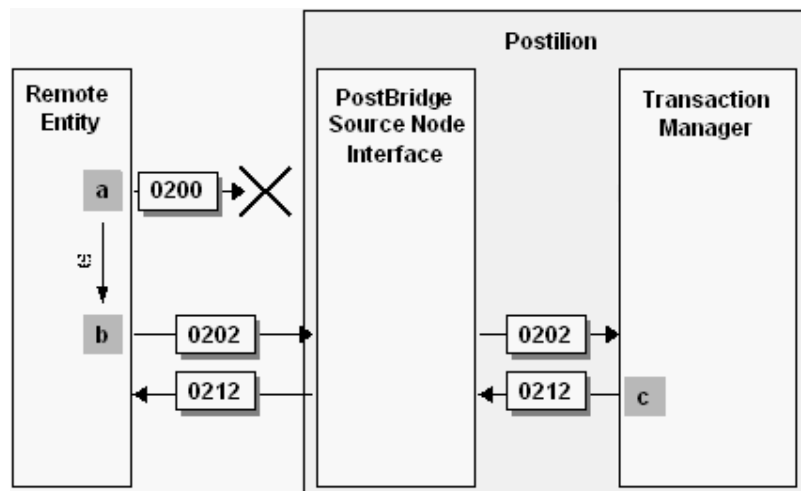 Postilion
Remote
Entity
PostBridge
Source Node
Interface
Transaction
Manager
a
0200
b
0202
0202
0212
0212
c